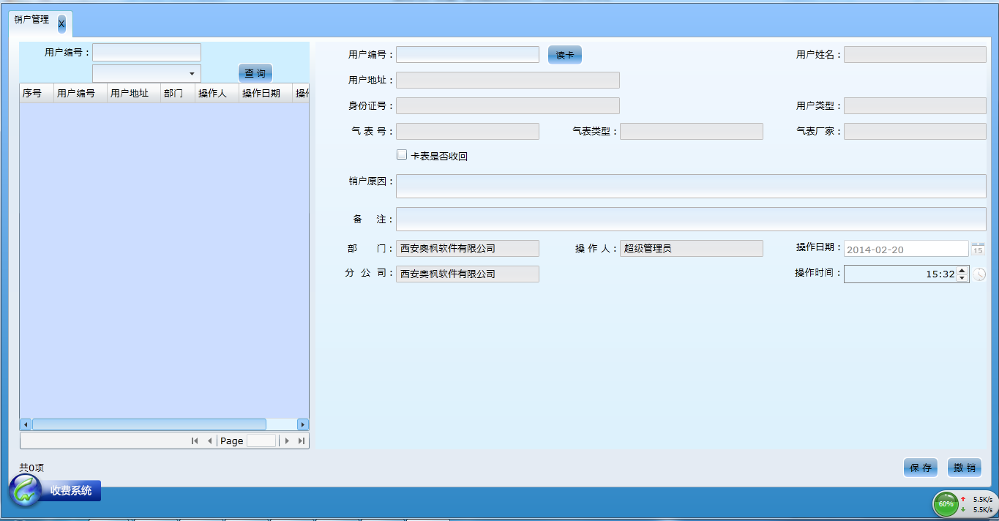 销户管理 X
用户编号：
查 询
序号 用户编号 用户地址 部门 操作人 操作日期 操作
Page
共0项
用户编号： 读卡 用户姓名：
用户地址：
身份证号： 用户类型：
气 表 号： 气表类型： 气表厂家：
卡表是否收回
销户原因：
备 注：
部 门： 西安奥枫软件有限公司 操 作 人： 超级管理员 操作日期： 2014-02-20 15
分 公 司： 西安奥枫软件有限公司 操作时间： 15:32
保 存 撤 销
收费系统
60% 5.5K/s
5.5K/s